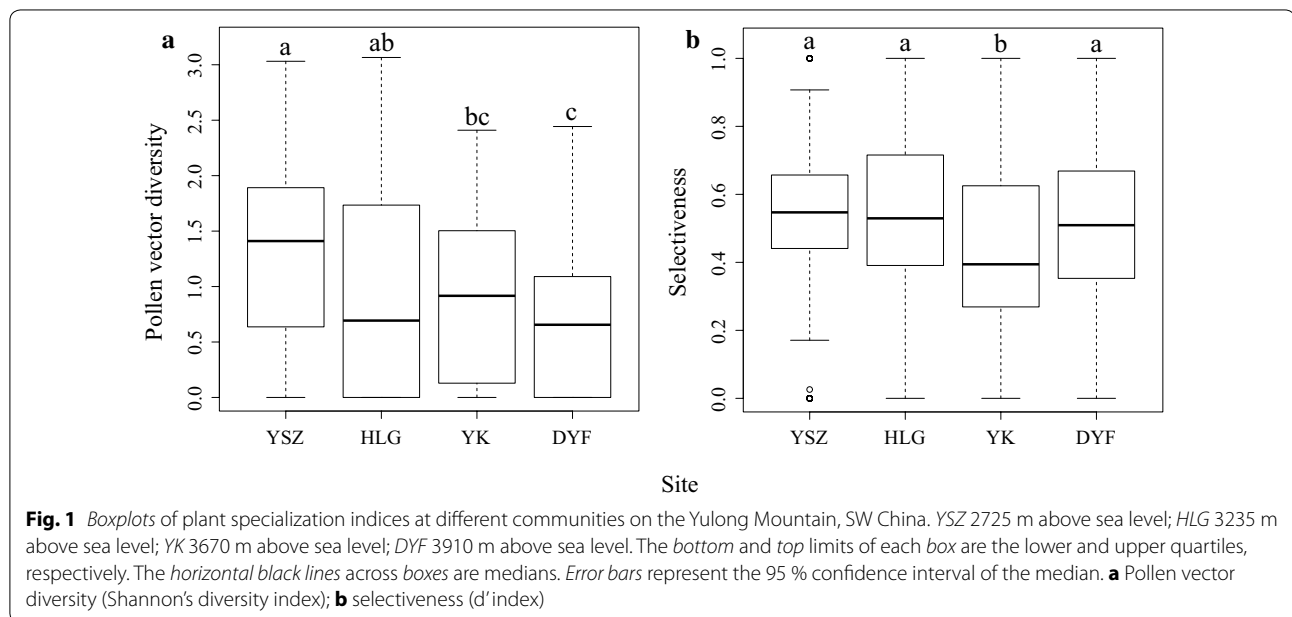 a
a
ab
bc
c
3.0
2.5
2.0
1.5
1.0
0.5
0.0
Pollen vector diversity
YSZ HLG YK DYF
b
a
a
b
a
1.0
0.8
0.6
0.4
0.2
0.0
Selectiveness
YSZ HLG YK DYF
Site
Fig. 1 Boxplots of plant specialization indices at different communities on the Yulong Mountain, SW China. YSZ 2725 m above sea level; HLG 3235 m
above sea level; YK 3670 m above sea level; DYF 3910 m above sea level. The bottom and top limits of each box are the lower and upper quartiles,
respectively. The horizontal black lines across boxes are medians. Error bars represent the 95 % confidence interval of the median. a Pollen vector
diversity (Shannon's diversity index); b selectiveness (d' index)